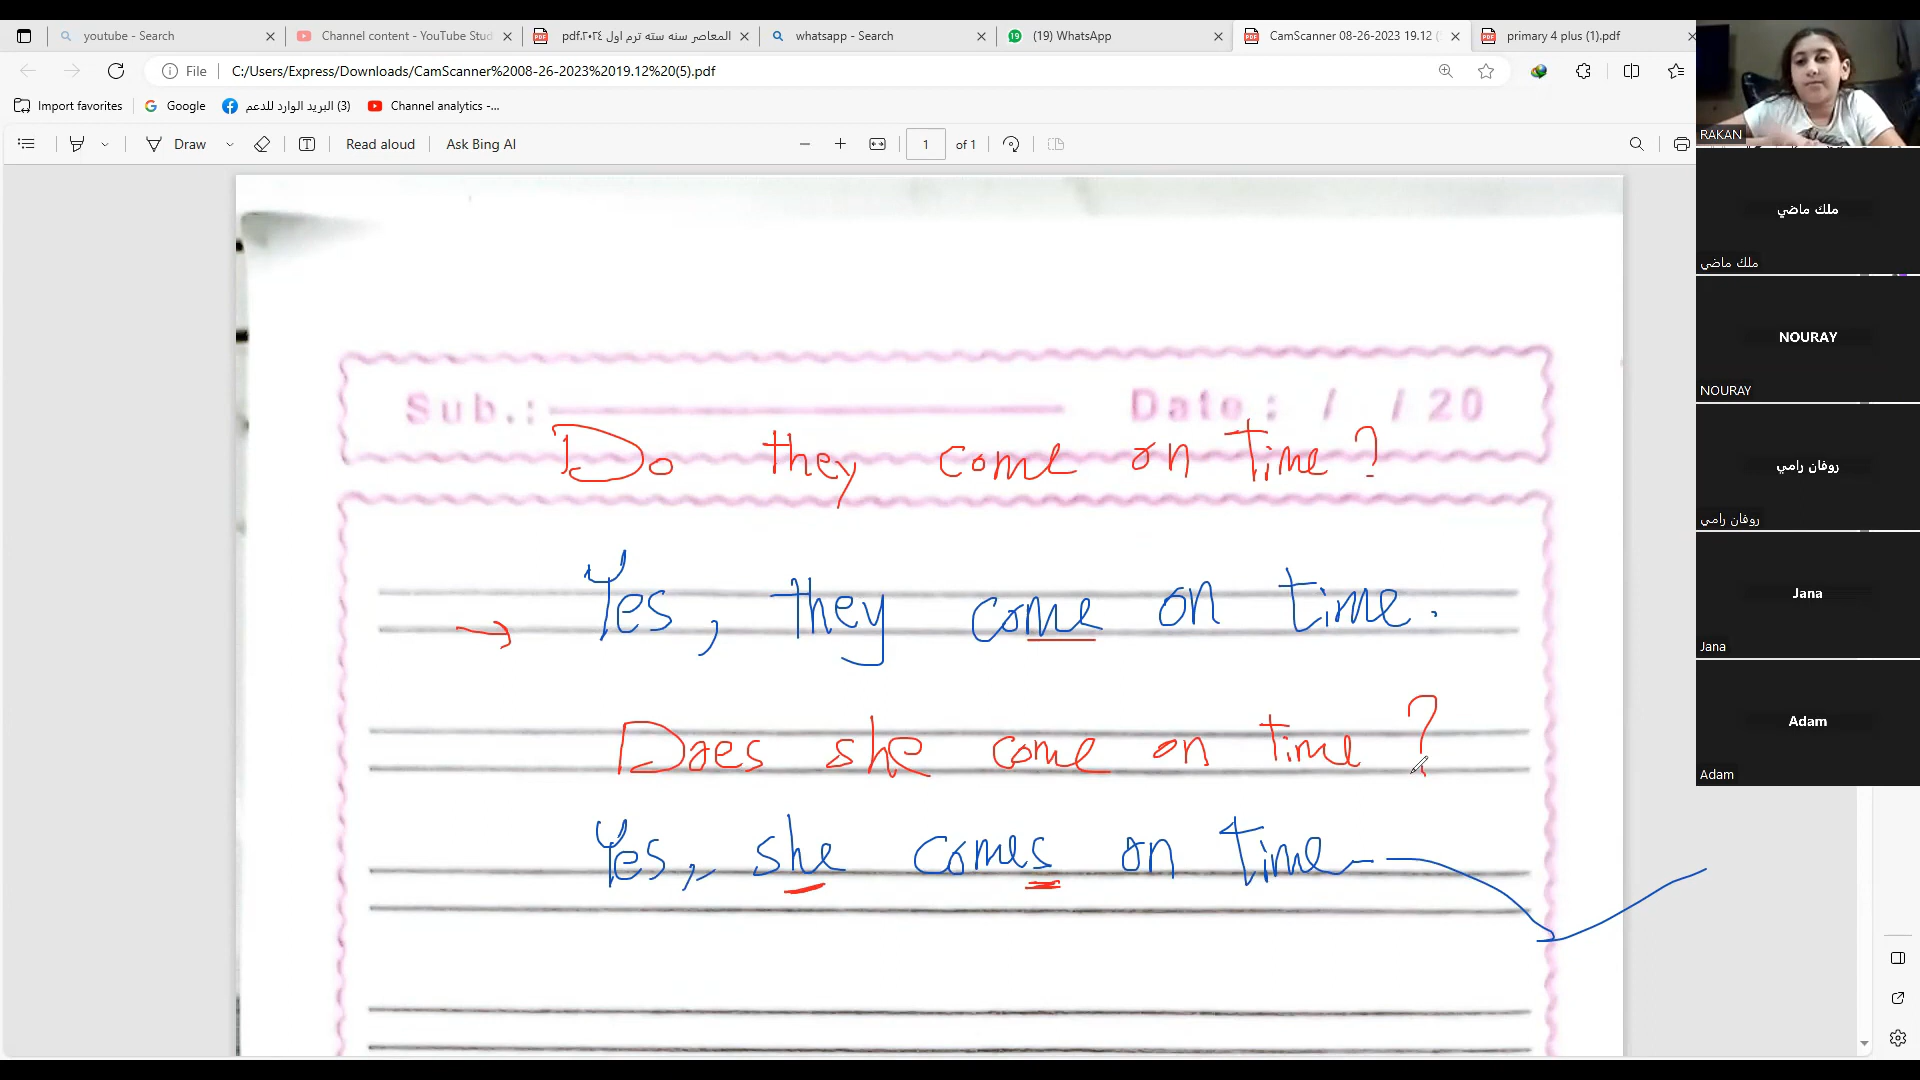 youtube - Search
Channel content - YouTube Stud
المعاصر سنه سته ترم اول ٢٠٢٤.pdf
whatsapp - Search
(19) WhatsApp
CamScanner 08-26-2023 19.12 (
primary 4 plus (1).pdf
File
C:/Users/Express/Downloads/CamScanner%2008-26-2023%2019.12%20(5).pdf
Import favorites
Google
(3) البريد الوارد للدعم
Channel analytics -...
Draw
Read aloud
Ask Bing AI
1
of 1
Sub.:
Date : / / 20
Do they come on time?
Yes, they come on time.
Does she come on time?
Yes, she comes on time
RAKAN
ملك ماضي
ملك ماضي
NOURAY
NOURAY
روفان رامي
روفان رامي
Jana
Jana
Adam
Adam